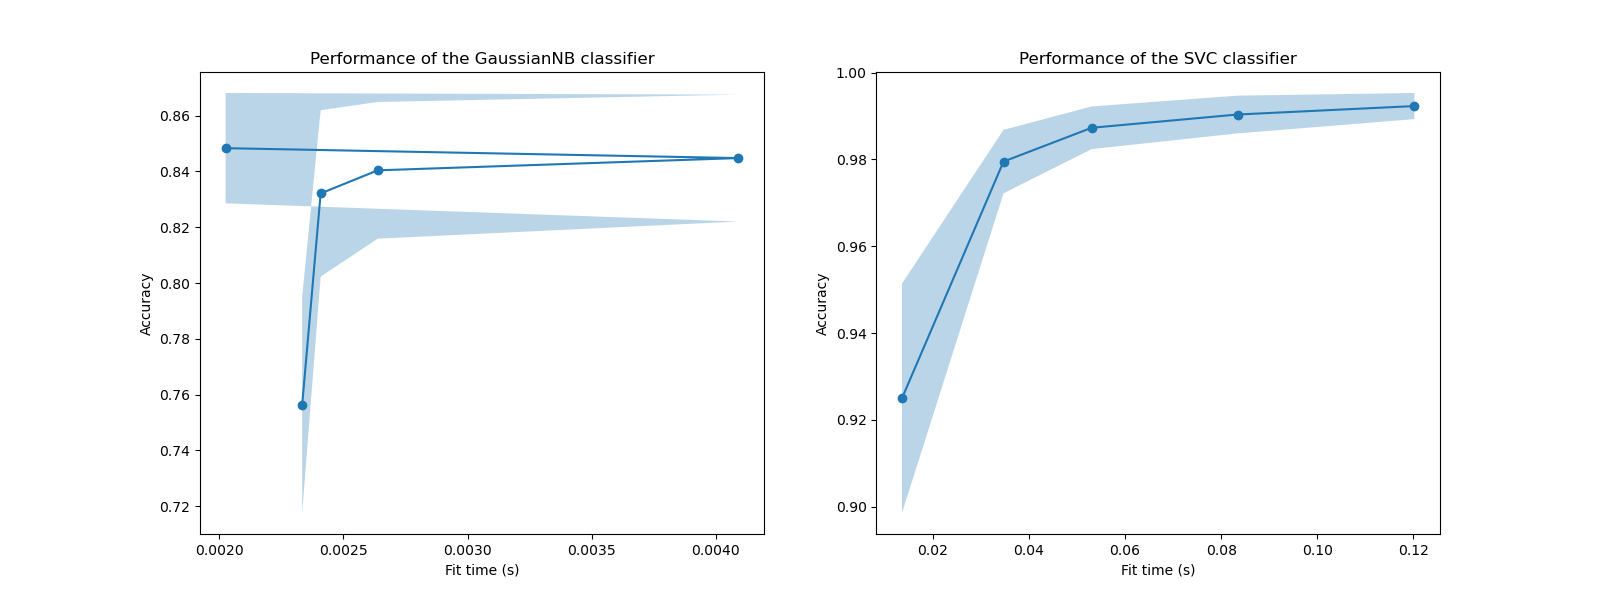 Performance of the GaussianNB classifier
0.86
0.84
0.82
0.80
0.78
0.76
0.74
0.72
Accuracy
0.0020 0.0025 0.0030 0.0035 0.0040
Fit time (s)
Performance of the SVC classifier
1.00
0.98
0.96
0.94
0.92
0.90
Accuracy
0.02 0.04 0.06 0.08 0.10 0.12
Fit time (s)